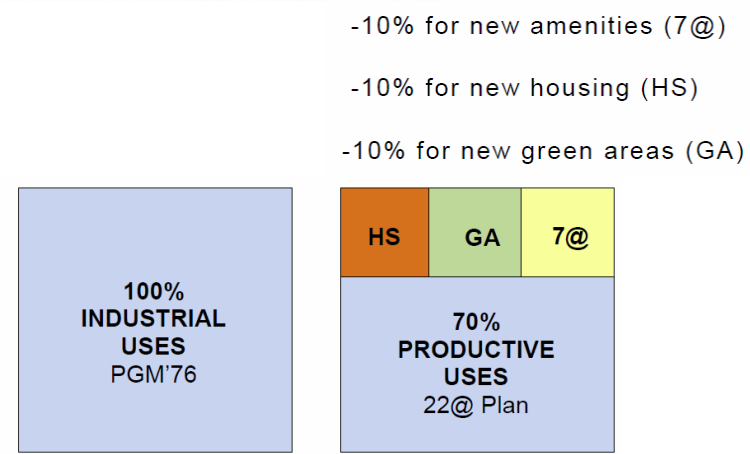 -10% for new amenities (7@)
-10% for new housing (HS)
-10% for new green areas (GA)
100%
INDUSTRIAL
USES
PGM'76
HS
GA
7@
70%
PRODUCTIVE
USES
22@ Plan